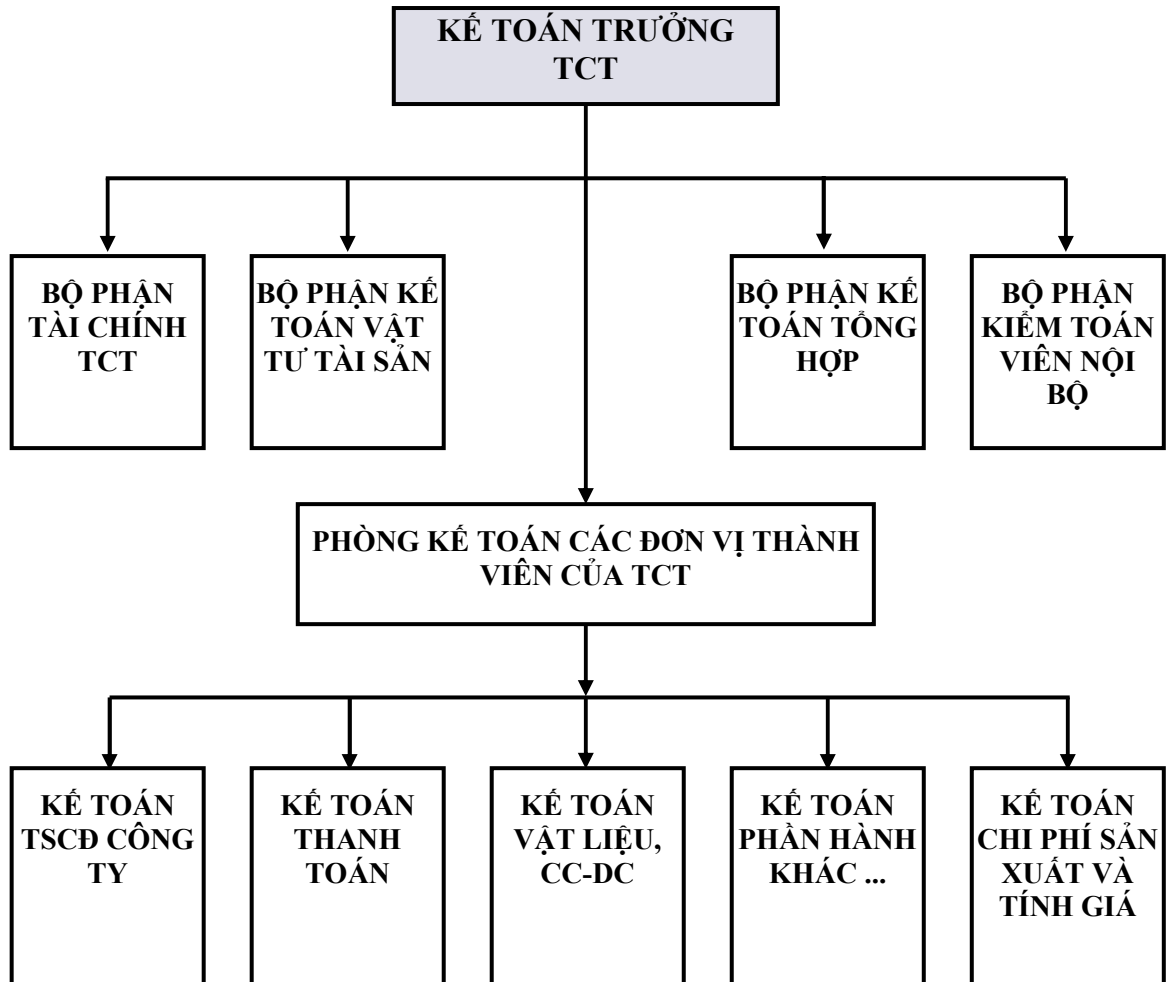 KẾ TOÁN TRƯỞNG
TCT
BỘ PHẬN
TÀI CHÍNH
TCT
BỘ PHẬN KẾ
TOÁN VẬT
TƯ TÀI SẢN
BỘ PHẬN KẾ
TOÁN TỔNG
HỢP
BỘ PHẬN
KIỂM TOÁN
VIÊN NỘI
BỘ
PHÒNG KẾ TOÁN CÁC ĐƠN VỊ THÀNH
VIÊN CỦA TCT
KẾ TOÁN
TSCĐ CÔNG
TY
KẾ TOÁN
THANH
TOÁN
KẾ TOÁN
VẬT LIỆU,
CC-DC
KẾ TOÁN
PHẦN HÀNH
KHÁC ...
KẾ TOÁN
CHI PHÍ SẢN
XUẤT VÀ
TÍNH GIÁ